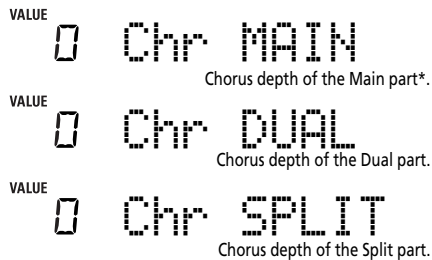 VALUE
0 Chr MAIN
Chorus depth of the Main part*.
VALUE
0 Chr DUAL
Chorus depth of the Dual part.
VALUE
0 Chr SPLIT
Chorus depth of the Split part.